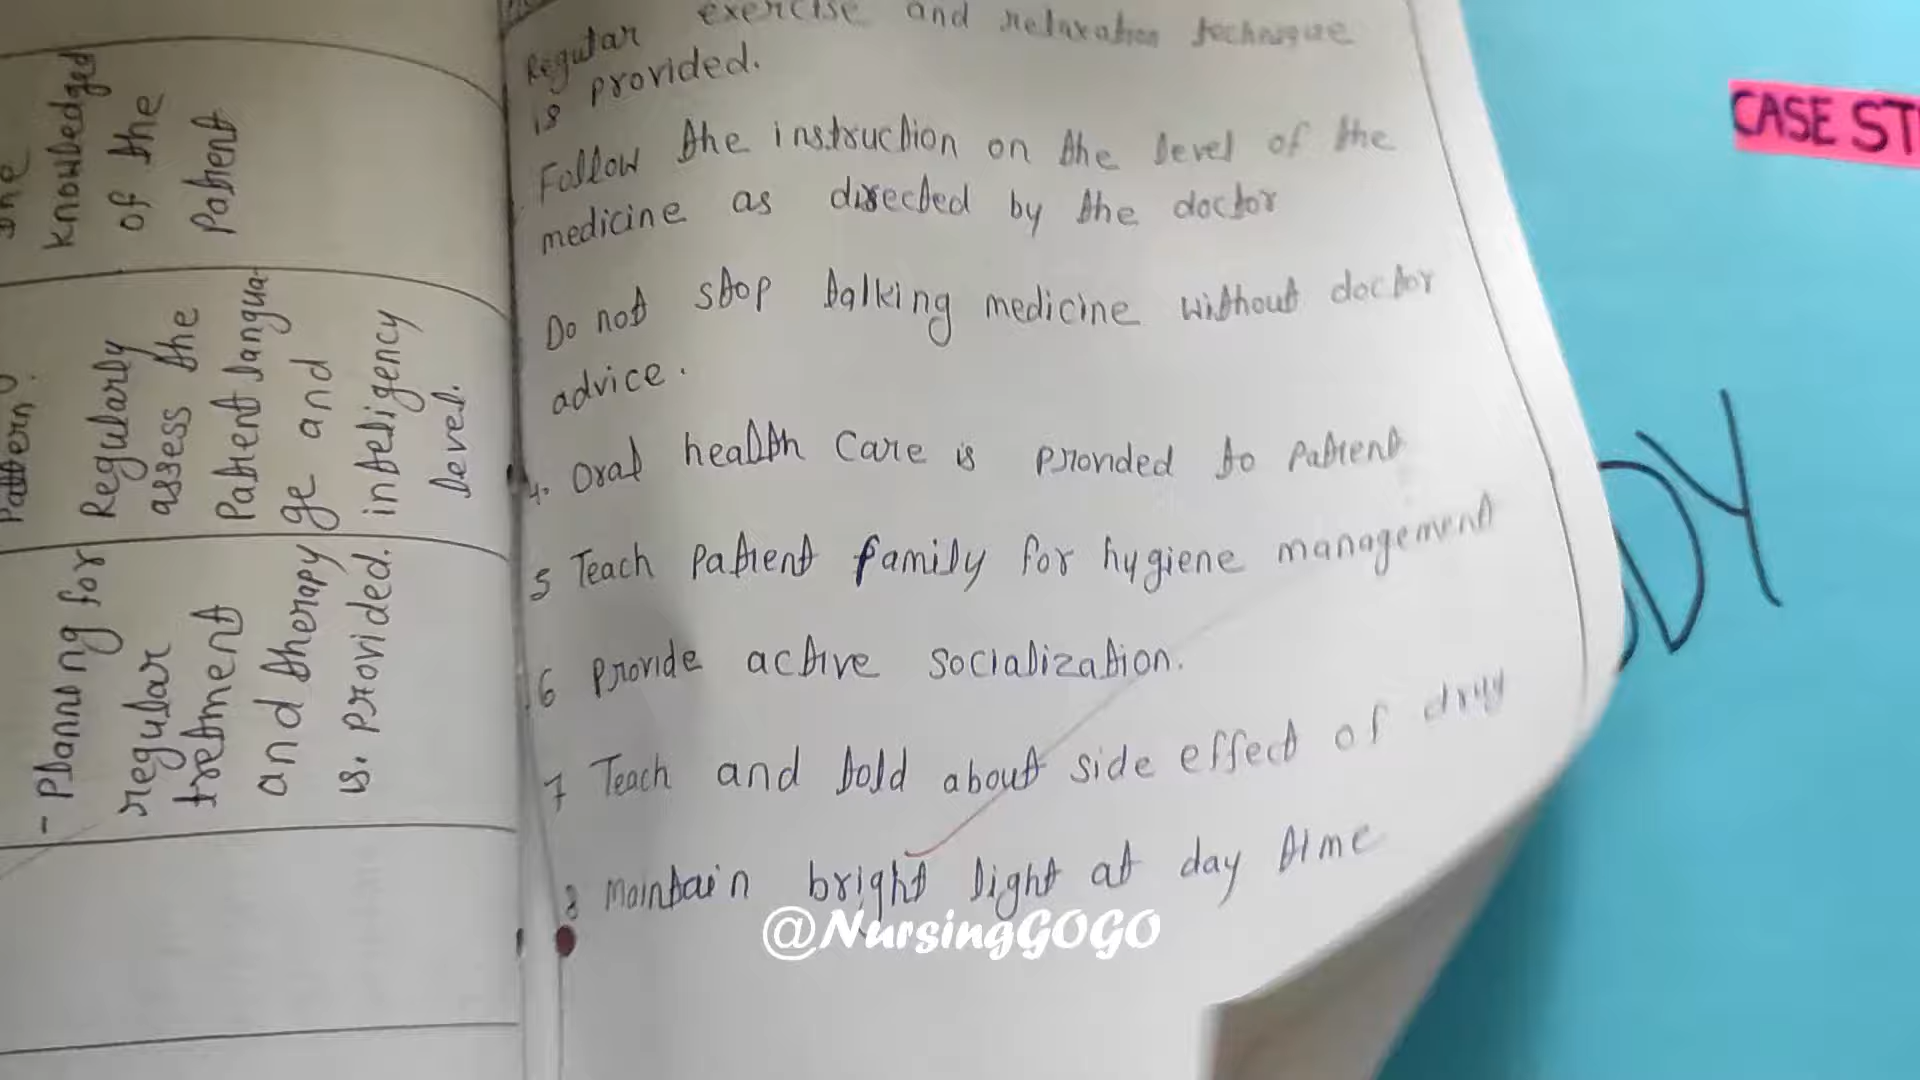 the
knowledged
of the
patient
Pattern.
Regularly
assess the
Patient langua-
ge and
inteligency
level.
- Planning for
regular
tretment
and therapy
is. provided.
Regular exercise and relaxation technique
is provided.
Follow the instruction on the level of the
medicine as directed by the doctor
Do not stop talking medicine without doctor
advice.
4. Oral health care is provided to patient
5 Teach patient family for hygiene management
6 Provide active socialization.
7 Teach and told about side effect of drug
8 maintain bright light at day time
@NursingGOGO
CASE ST
DY